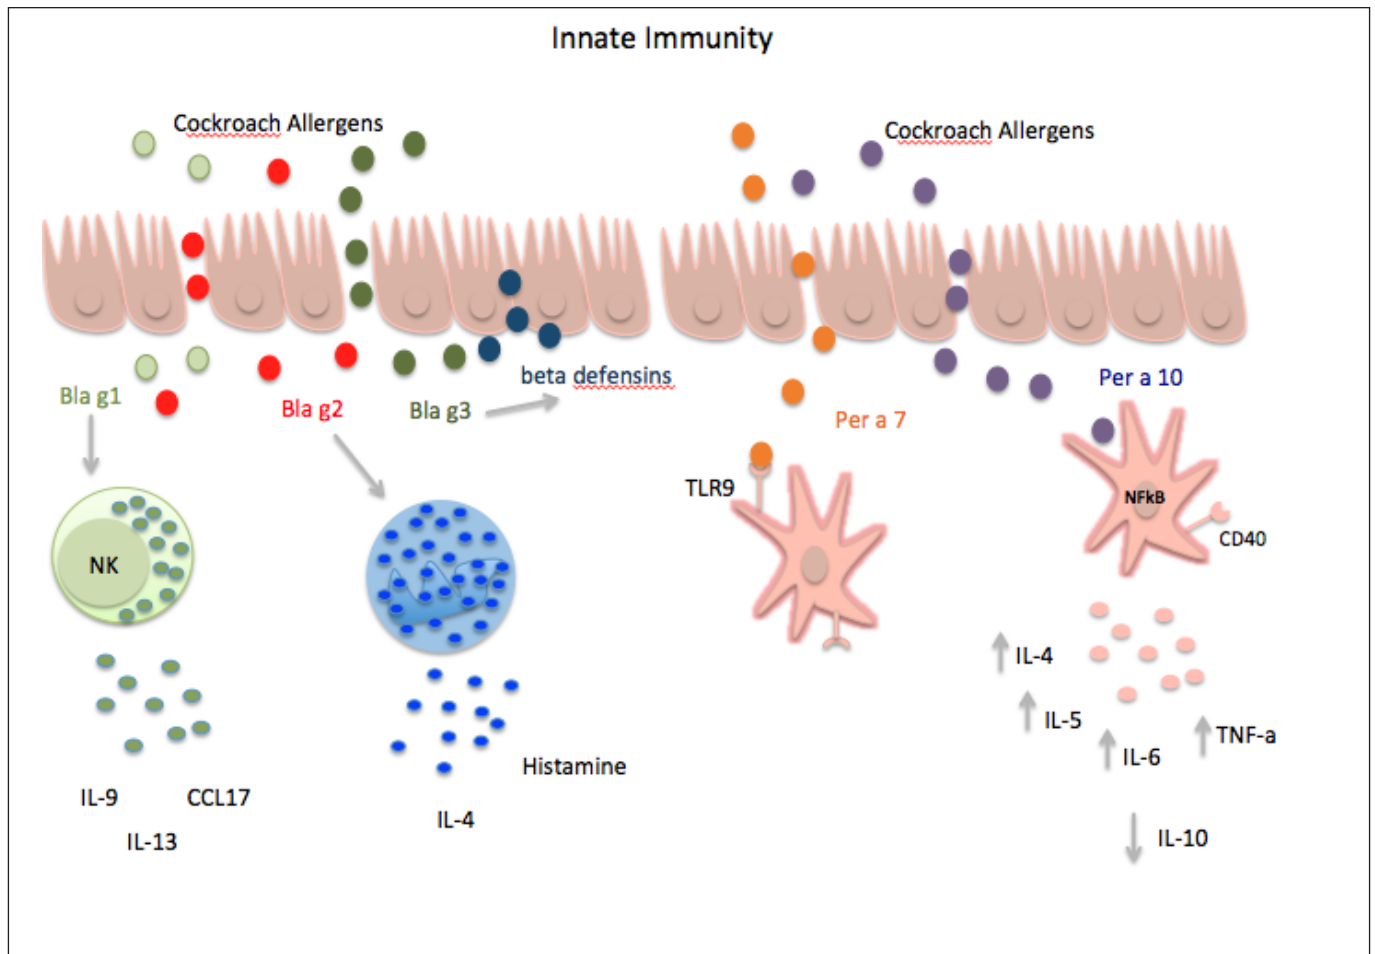 Innate Immunity
Cockroach Allergens
Cockroach Allergens
beta defensins
Bla g1
Bla g2
Bla g3
Per a 10
Per a 7
TLR9
NFkB
CD40
NK
IL-4
IL-5
IL-6
TNF-a
IL-10
Histamine
IL-9
CCL17
IL-13
IL-4